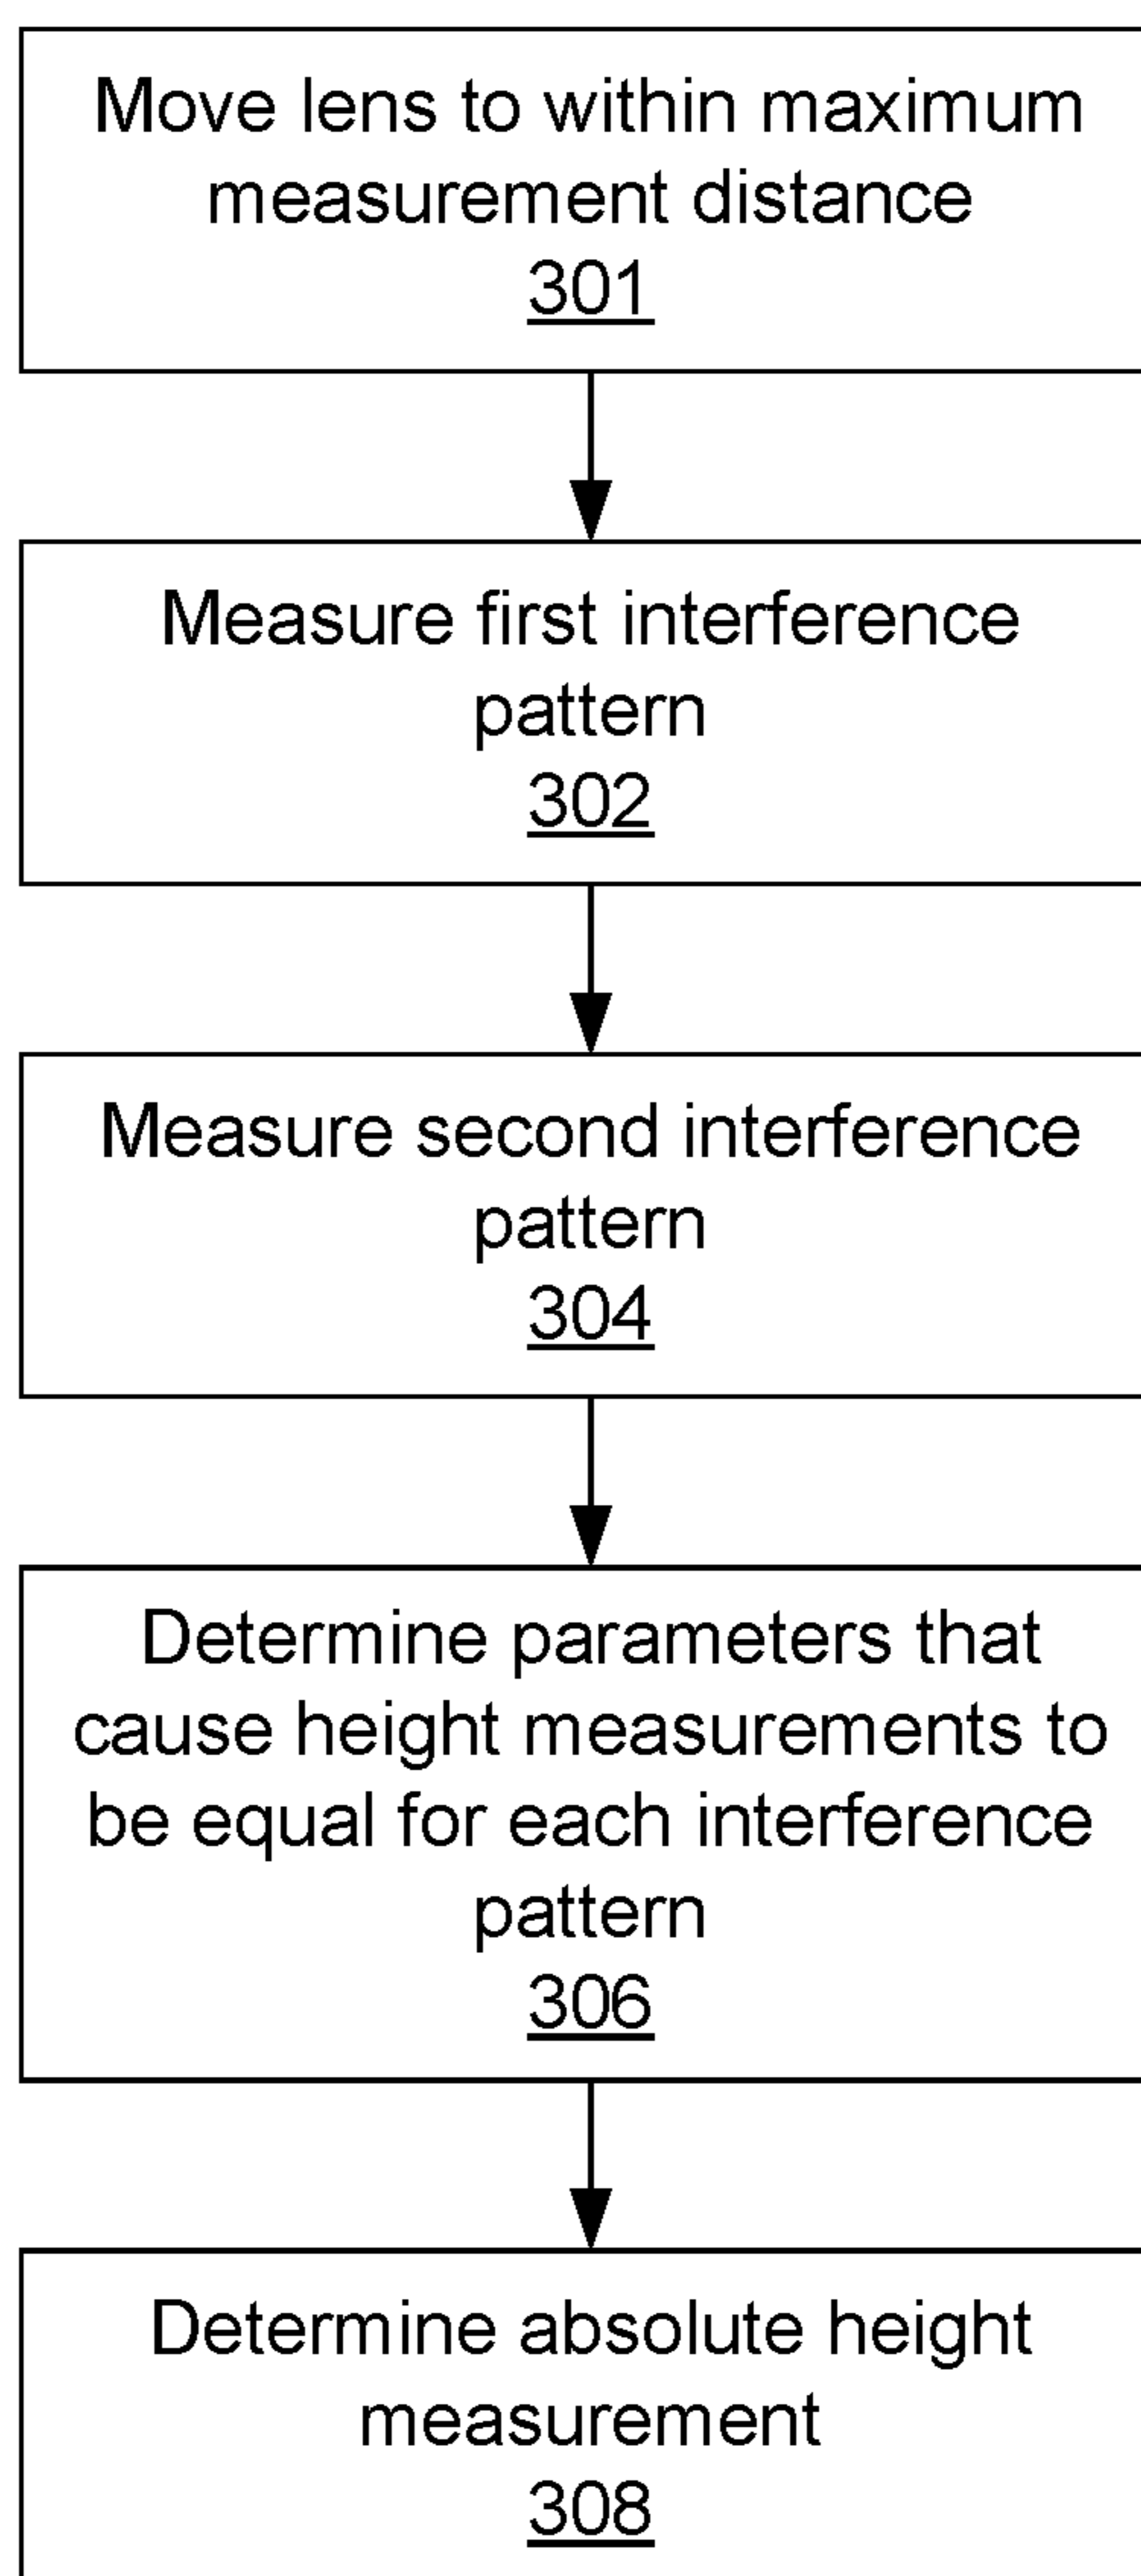 Move lens to within maximum
measurement distance
301
Measure first interference
pattern
302
Measure second interference
pattern
304
Determine parameters that
cause height measurements to
be equal for each interference
pattern
306
Determine absolute height
measurement
308